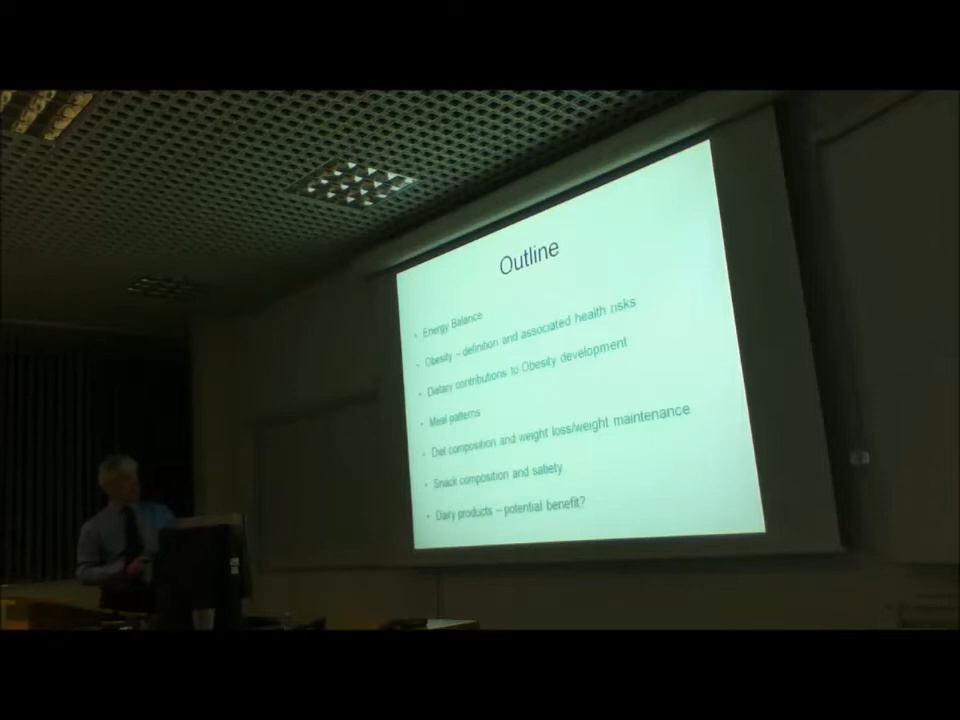 Outline
• Energy Balance
• Obesity – definition and associated health risks
• Dietary contributions to Obesity development
• Meal patterns
• Diet composition and weight loss/weight maintenance
• Snack composition and satiety
• Dairy products – potential benefit?